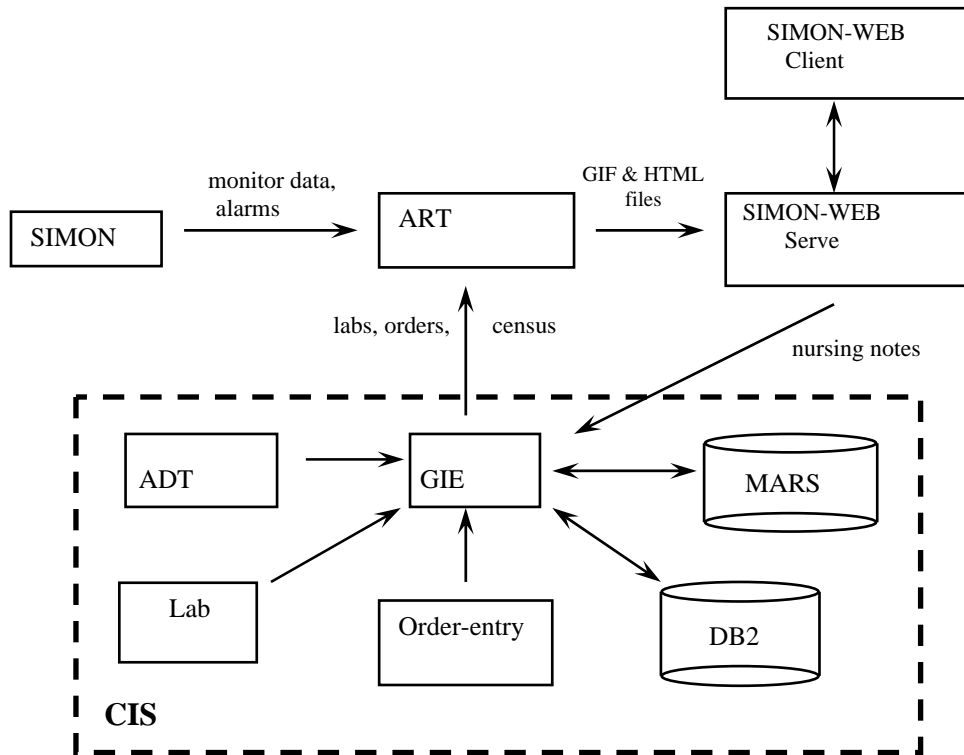 SIMON-WEB
Client
monitor data,
alarms
GIF & HTML
files
SIMON
ART
SIMON-WEB
Serve
labs, orders,
census
nursing notes
ADT
GIE
MARS
Lab
Order-entry
DB2
CIS